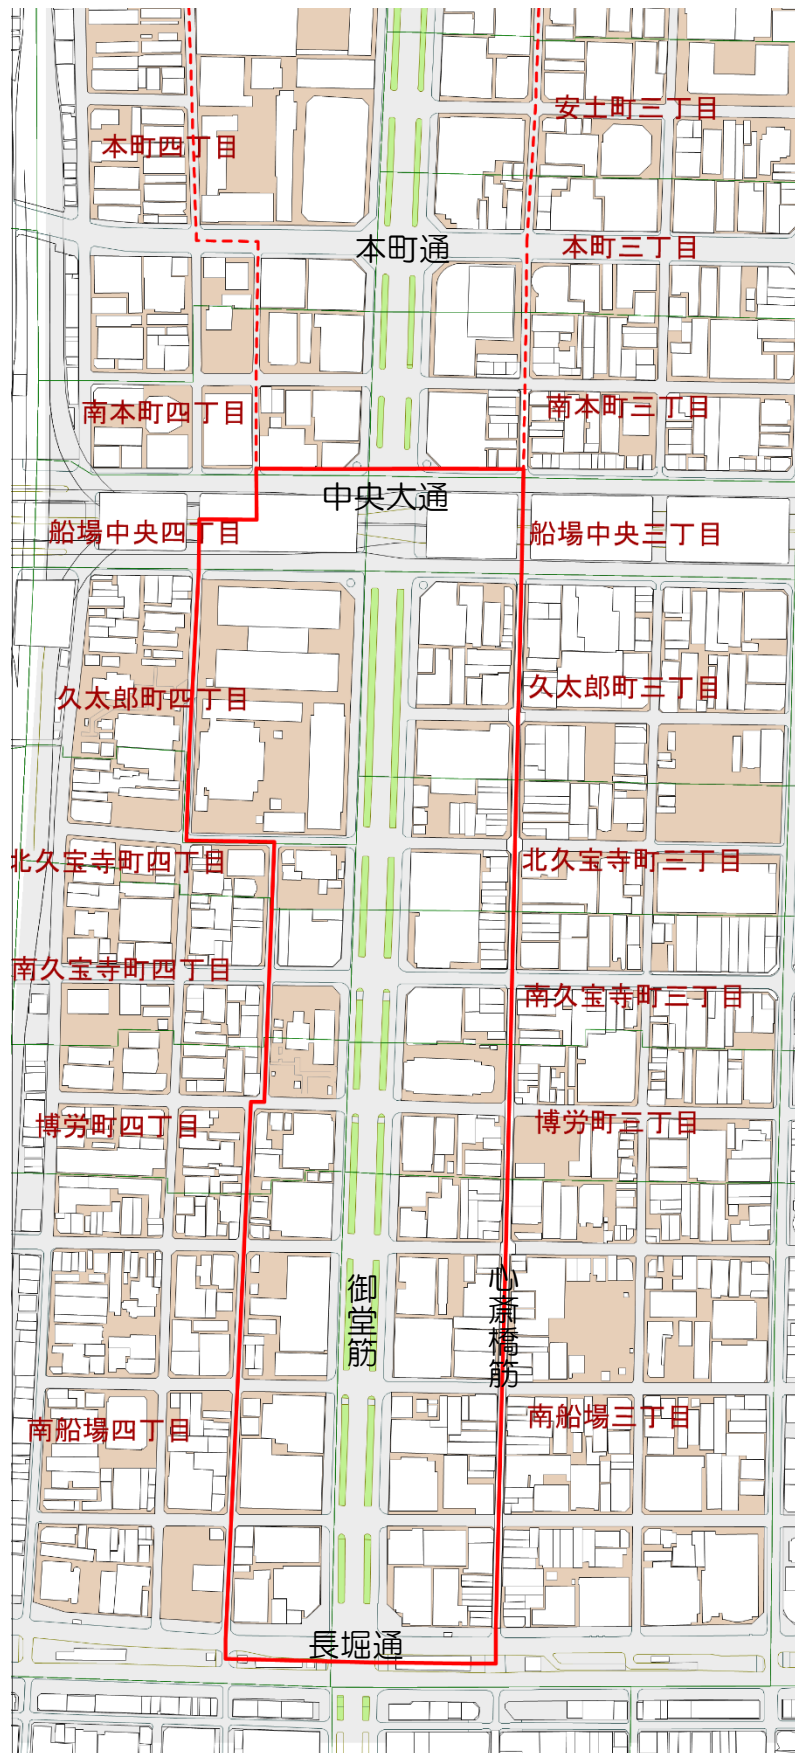 安土町三丁目
本町四丁目
本町通
本町三丁目
南本町四丁目
南本町三丁目
中央大通
船場中央四丁目
船場中央三丁目
久太郎町四丁目
久太郎町三丁目
北久宝寺町四丁目
北久宝寺町三丁目
南久宝寺町四丁目
南久宝寺町三丁目
博労町四丁目
博労町三丁目
御堂筋
心斎橋筋
南船場四丁目
南船場三丁目
長堀通